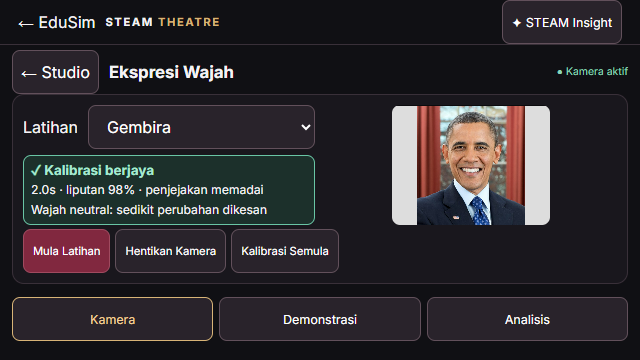 ← EduSim STEAM THEATRE
✦ STEAM Insight
← Studio Ekspresi Wajah
● Kamera aktif
Latihan Gembira
✓ Kalibrasi berjaya
2.0s · liputan 98% · penjejakan memadai
Wajah neutral: sedikit perubahan dikesan
Mula Latihan Hentikan Kamera Kalibrasi Semula
Kamera Demonstrasi Analisis